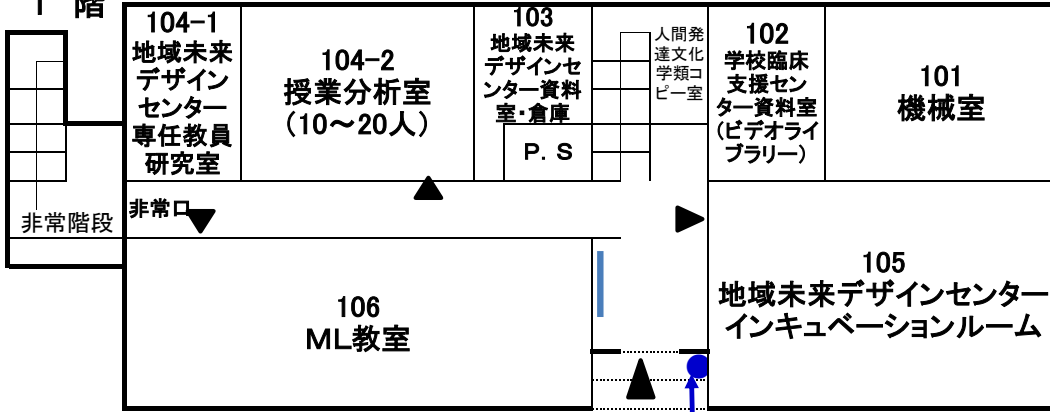 1 階
104-1
地域未来
デザイン
センター
専任教員
研究室
104-2
授業分析室
（10～20人）
103
地域未来
デザインセ
ンター資料
室・倉庫
P. S
人間発
達文化
学類コ
ピー室
102
学校臨床
支援セン
ター資料室
(ビデオライ
ブラリー)
101
機械室
非常階段
非常口
106
ML教室
105
地域未来デザインセンター
インキュベーションルーム